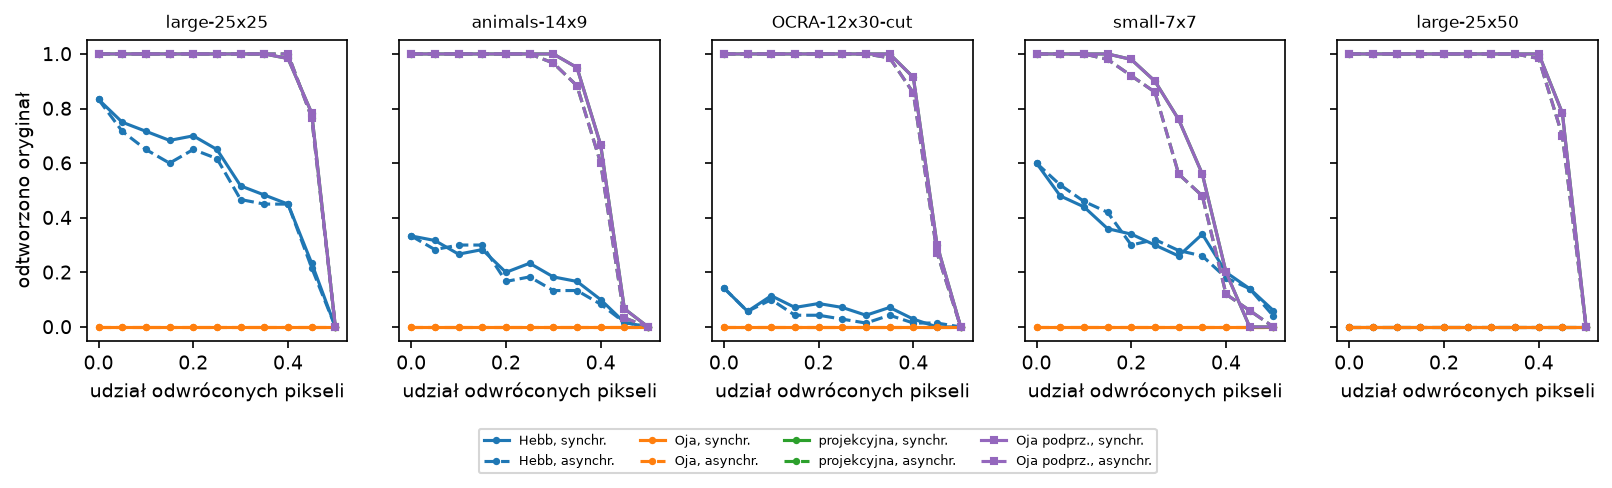 large-25x25 animals-14x9 OCRA-12x30-cut small-7x7 large-25x50
odtworzono oryginał
1.0
0.8
0.6
0.4
0.2
0.0
0.0 0.2 0.4 0.0 0.2 0.4 0.0 0.2 0.4 0.0 0.2 0.4 0.0 0.2 0.4
udział odwróconych pikseli udział odwróconych pikseli udział odwróconych pikseli udział odwróconych pikseli udział odwróconych pikseli
Hebb, synchr. Oja, synchr. projekcyjna, synchr. Oja podprz., synchr.
Hebb, asynchr. Oja, asynchr. projekcyjna, asynchr. Oja podprz., asynchr.